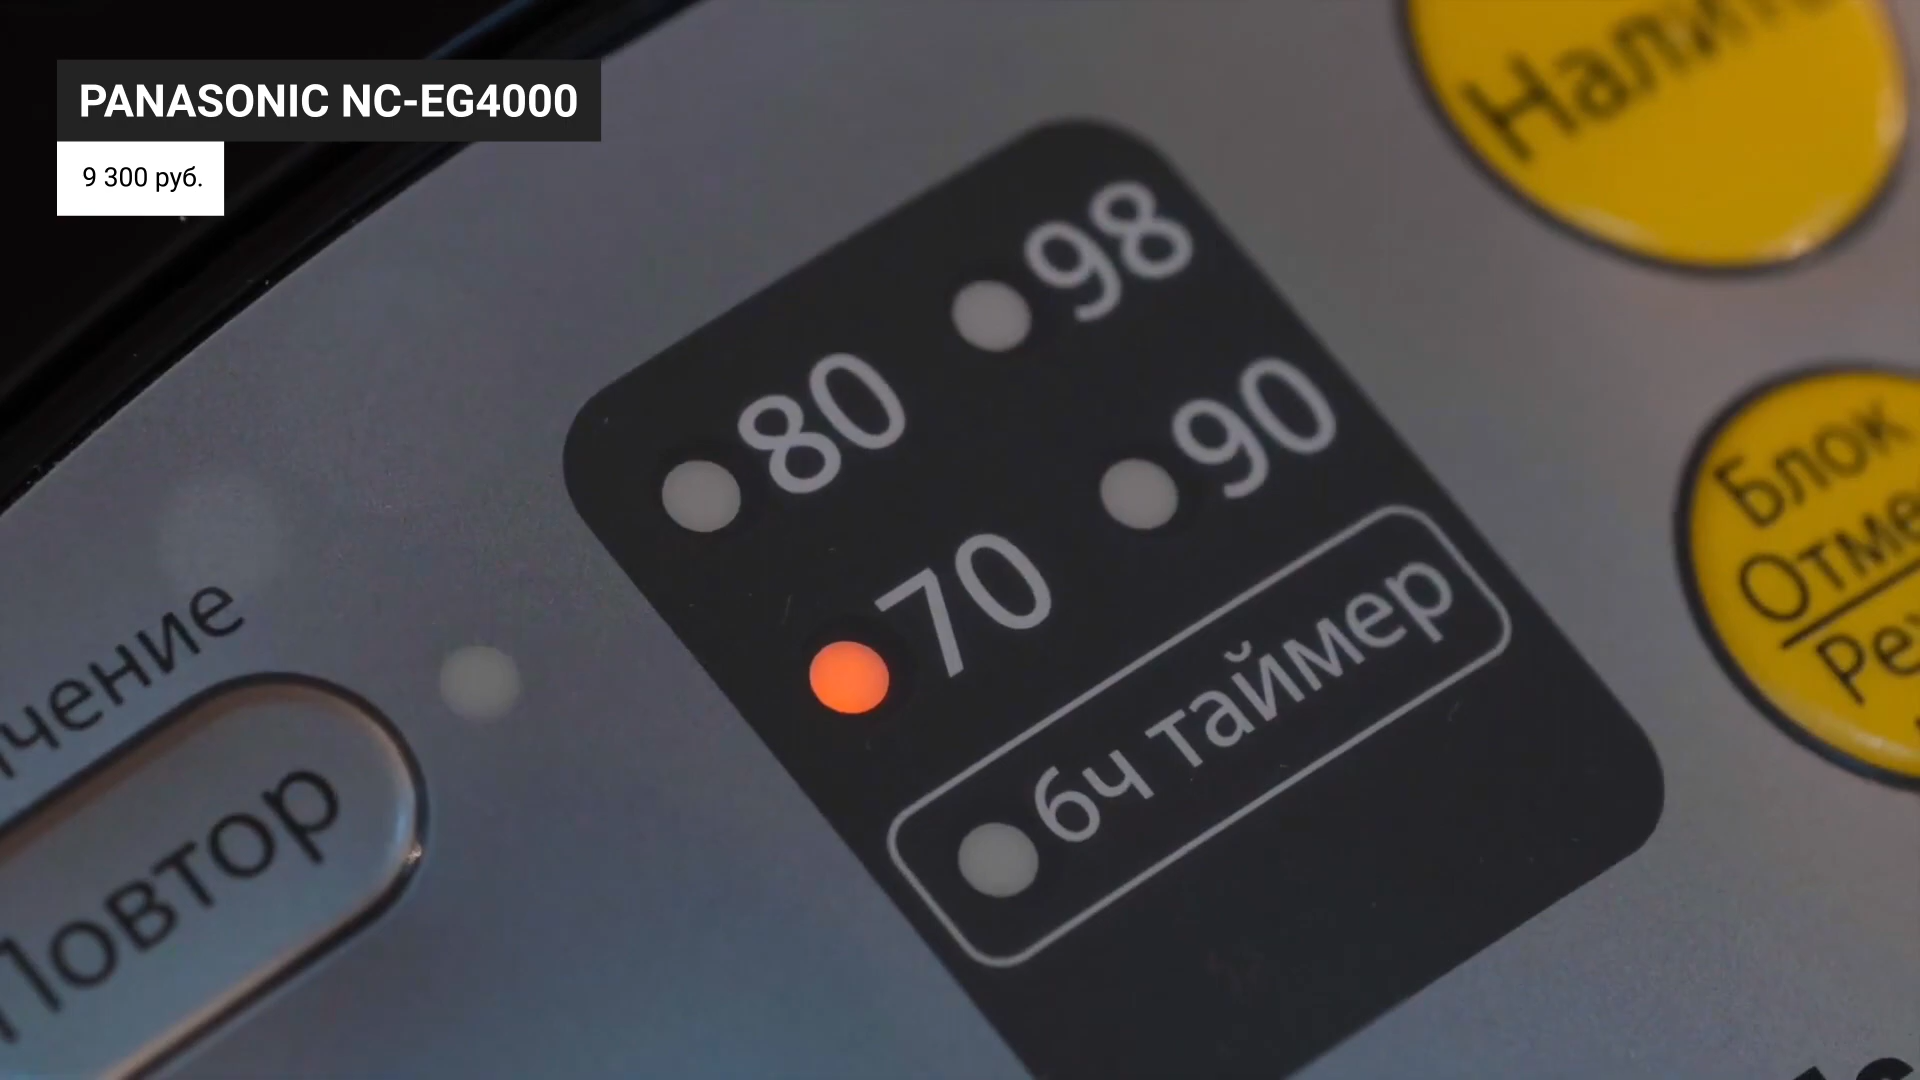 PANASONIC NC-EG4000
9 300 руб.
98
80
90
70
6ч таймер
Повтор
Блок